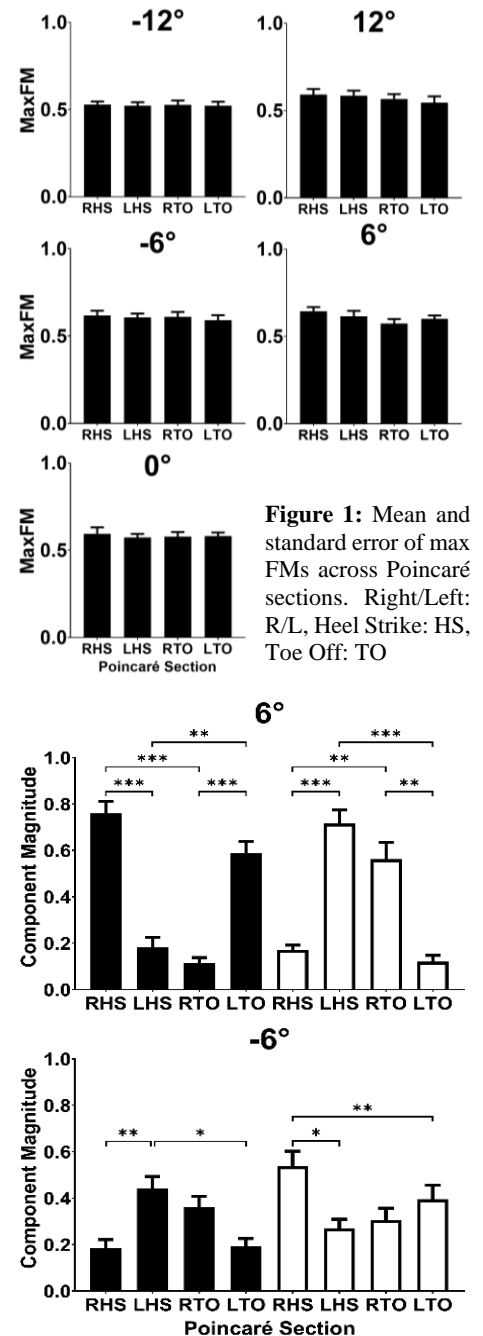 -12°
MaxFM
1.0
0.5
0.0
RHS LHS RTO LTO
12°
1.0
0.5
0.0
RHS LHS RTO LTO
-6°
MaxFM
1.0
0.5
0.0
RHS LHS RTO LTO
6°
1.0
0.5
0.0
RHS LHS RTO LTO
0°
MaxFM
1.0
0.5
0.0
RHS LHS RTO LTO
Poincaré Section
Figure 1: Mean and
standard error of max
FMs across Poincaré
sections. Right/Left:
R/L, Heel Strike: HS,
Toe Off: TO
6°
** ***
*** **
*** *** *** **
Component Magnitude
1.0
0.8
0.6
0.4
0.2
0.0
RHS LHS RTO LTO RHS LHS RTO LTO
-6°
**
** * *
Component Magnitude
1.0
0.8
0.6
0.4
0.2
0.0
RHS LHS RTO LTO RHS LHS RTO LTO
Poincaré Section